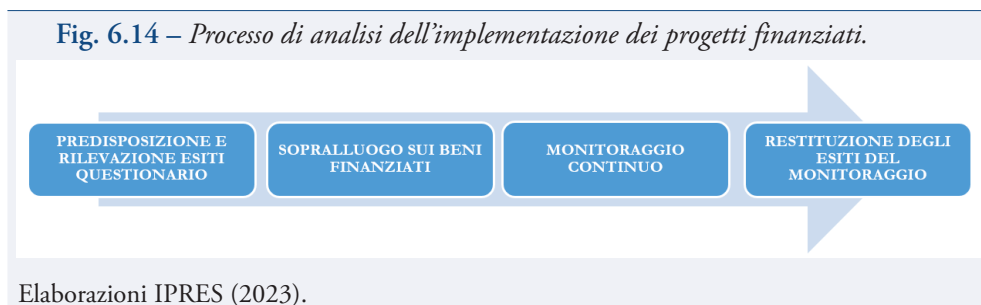 Fig. 6.14 – Processo di analisi dell'implementazione dei progetti finanziati.
PREDISPOSIZIONE E
RILEVAZIONE ESITI
QUESTIONARIO
SOPRALLUOGO SUI BENI
FINANZIATI
MONITORAGGIO
CONTINUO
RESTITUZIONE DEGLI
ESITI DEL
MONITORAGGIO
Elaborazioni IPRES (2023).